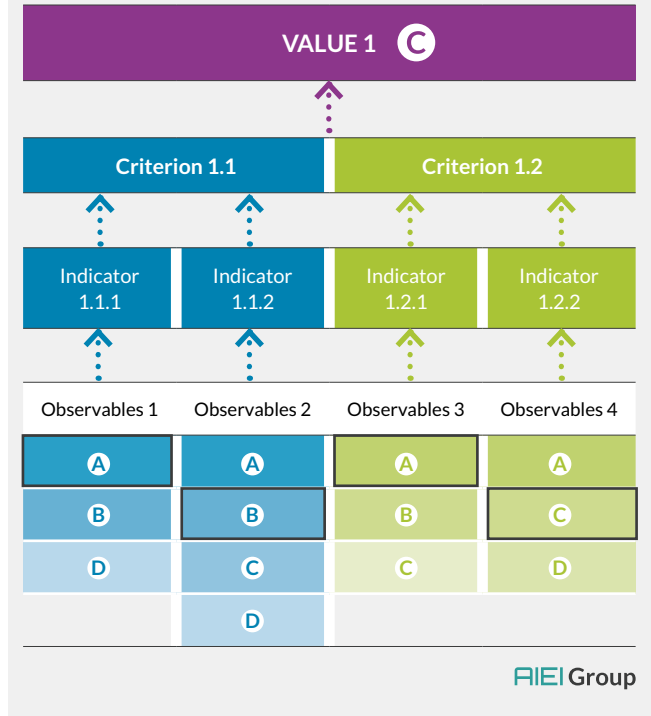 VALUE 1 C
Criterion 1.1 Criterion 1.2
Indicator 1.1.1 Indicator 1.1.2 Indicator 1.2.1 Indicator 1.2.2
Observables 1 Observables 2 Observables 3 Observables 4
A A A A
B B B C
D C C D
D
AIEI Group